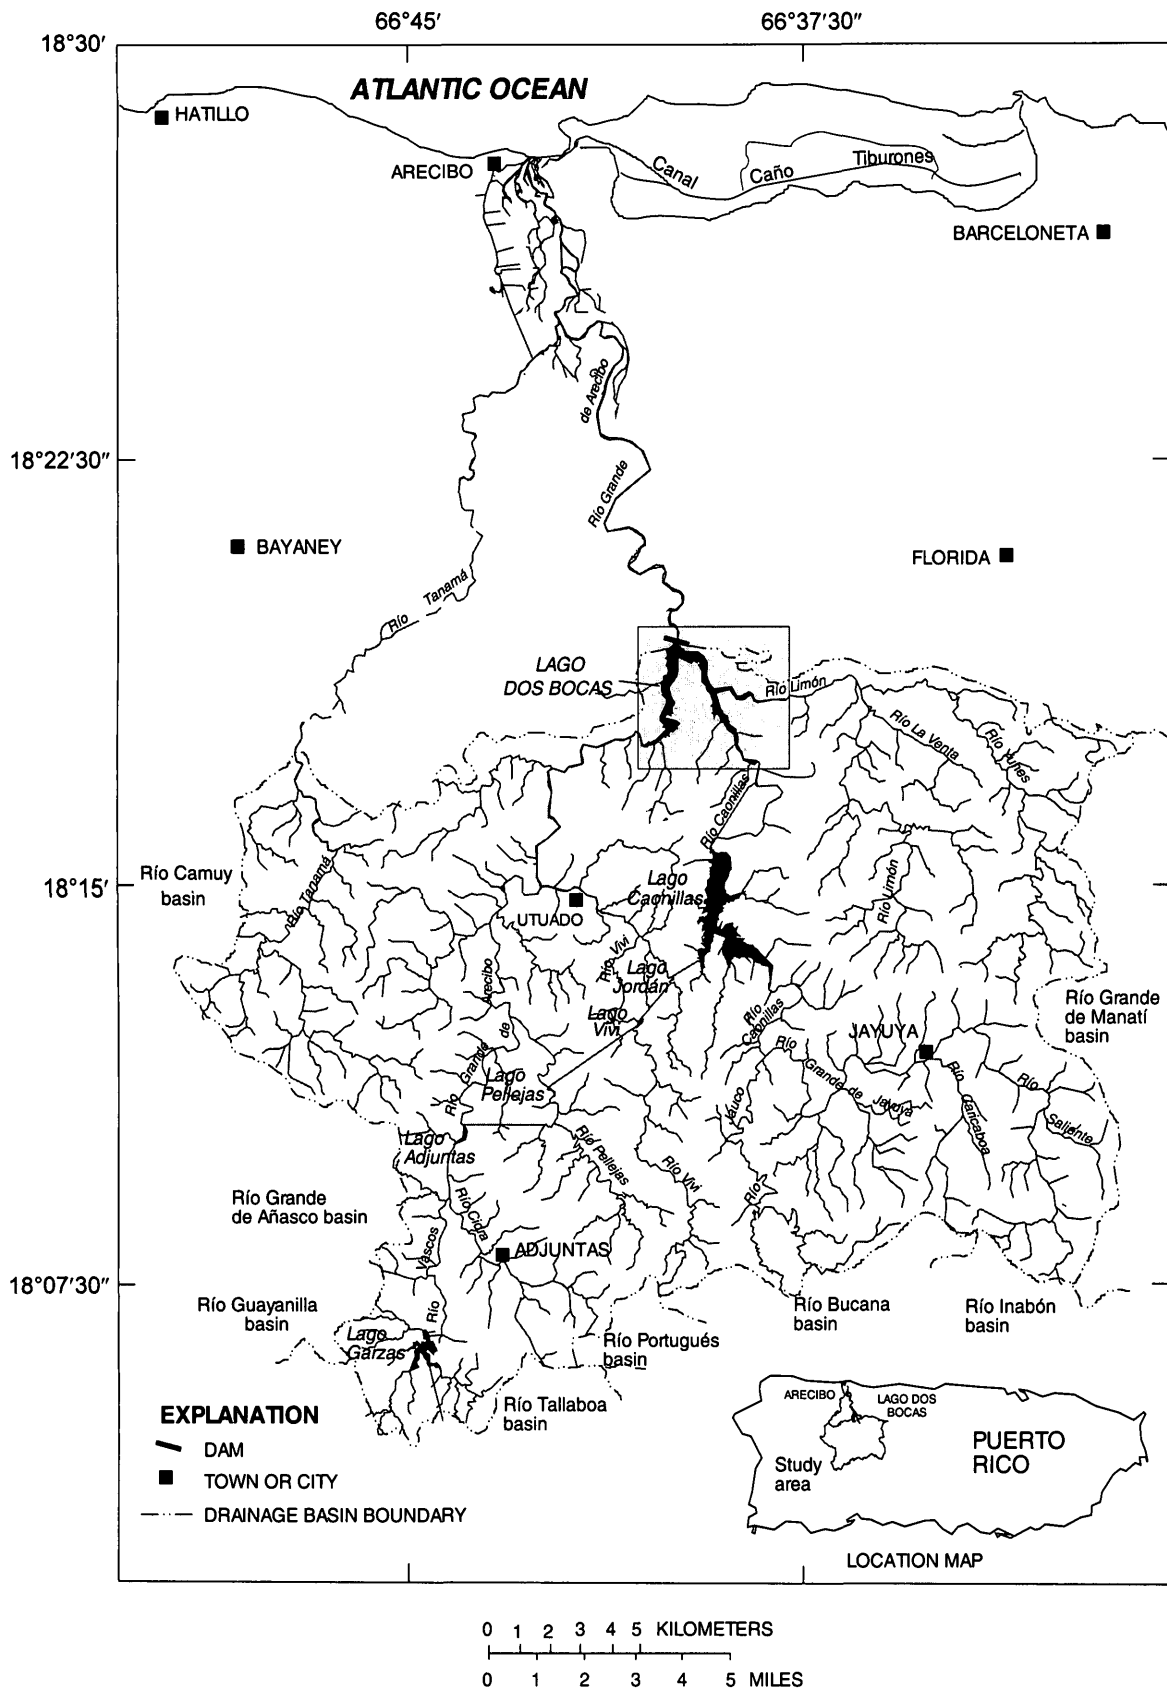 66°45′
66°37′30″
18°30′
ATLANTIC OCEAN
HATILLO
ARECIBO
Canal
Caño
Tiburones
BARCELONETA
de Arecibo
18°22′30″
Río Grande
BAYANEY
FLORIDA
Río Tanamá
LAGO
DOS BOCAS
Río Limón
Río La Venta
Río Yunes
Río Caonillas
Río Camuy
basin
18°15′
Río Tanamá
Lago
Caonillas
Río Limón
UTUADO
Río Viví
Lago
Jordán
Arecibo
Río Grande
de Manatí
basin
Lago
Viví
Río
Caonillas
JAYUYA
de
Grande
Río
Río
Grande de
Jayuya
Río
Caricaboa
Río
Saliente
Lago
Pellejas
Jauco
Río
Lago
Adjuntas
Río Pellejas
Río Viví
Río Grande
de Añasco basin
Río Cidra
Vascos
Río
ADJUNTAS
18°07′30″
Río Guayanilla
basin
Río Bucana
basin
Río Inabón
basin
Lago
Garzas
Río Portugués
basin
Río Tallaboa
basin
EXPLANATION
DAM
TOWN OR CITY
DRAINAGE BASIN BOUNDARY
ARECIBO
LAGO DOS
BOCAS
Study
area
PUERTO
RICO
LOCATION MAP
0 1 2 3 4 5 KILOMETERS
0 1 2 3 4 5 MILES